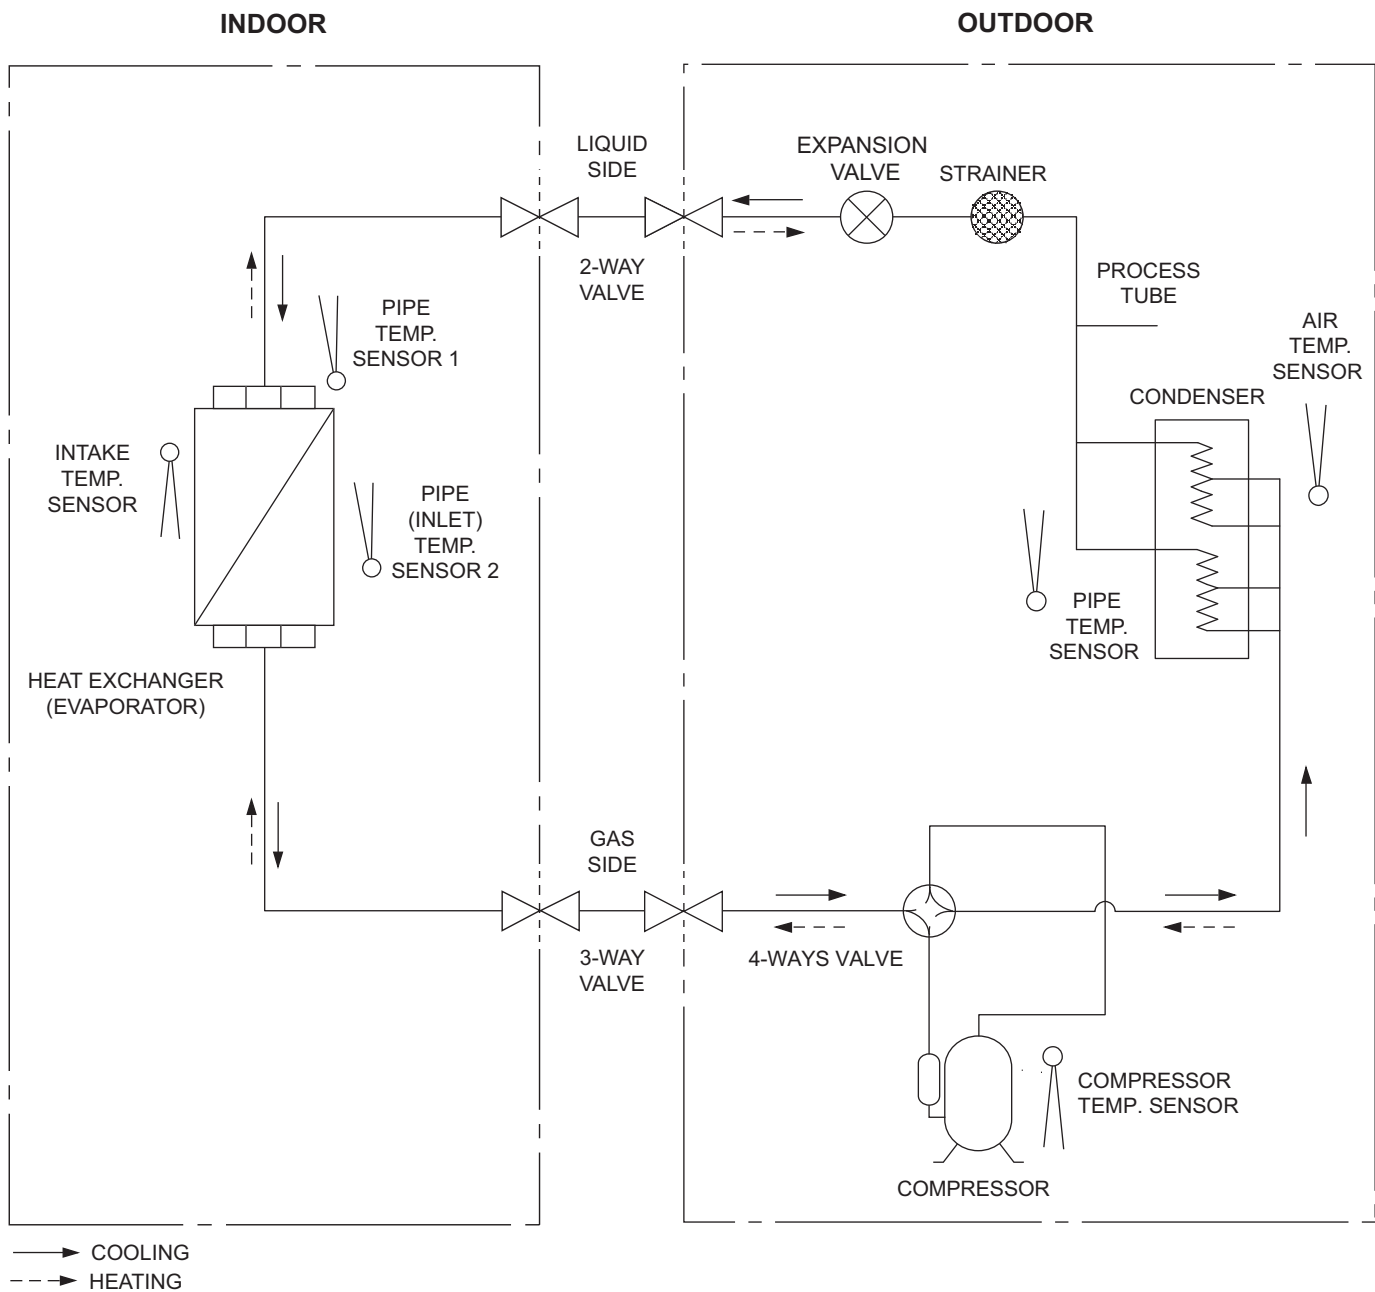 INDOOR
OUTDOOR
LIQUID
SIDE
EXPANSION
VALVE
STRAINER
2-WAY
VALVE
PROCESS
TUBE
PIPE
TEMP.
SENSOR 1
AIR
TEMP.
SENSOR
CONDENSER
INTAKE
TEMP.
SENSOR
PIPE
(INLET)
TEMP.
SENSOR 2
PIPE
TEMP.
SENSOR
HEAT EXCHANGER
(EVAPORATOR)
GAS
SIDE
3-WAY
VALVE
4-WAYS VALVE
COMPRESSOR
TEMP. SENSOR
COMPRESSOR
COOLING
HEATING